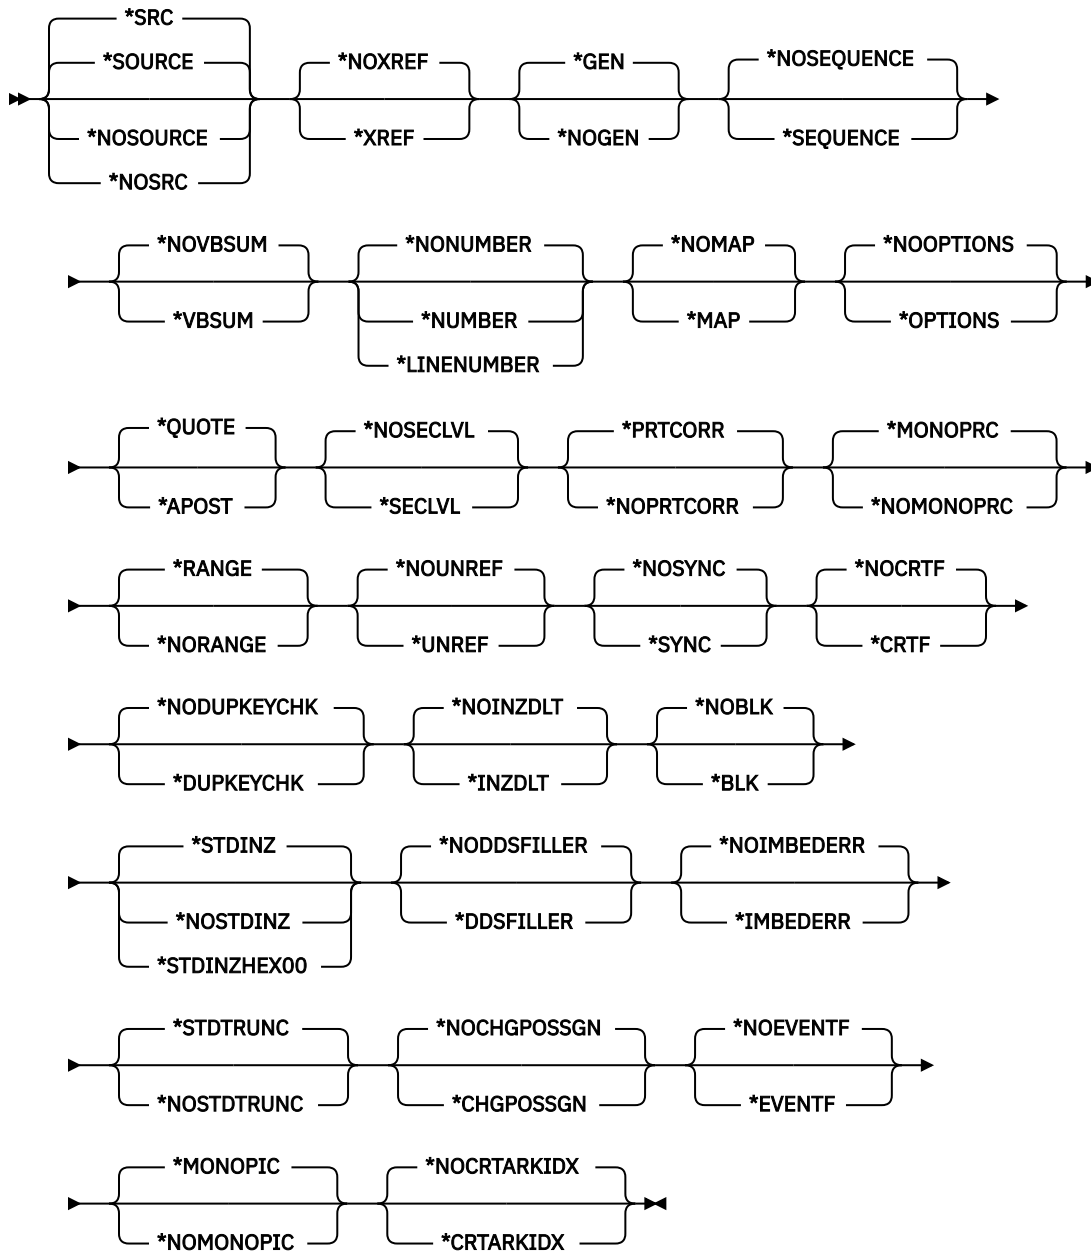 *SRC
*SOURCE *NOXREF *GEN *NOSEQUENCE
*NOSOURCE *XREF *NOGEN *SEQUENCE
*NOSRC
*NOVBSUM *NONUMBER *NOMAP *NOOPTIONS
*VBSUM *NUMBER *MAP *OPTIONS
*LINENUMBER
*QUOTE *NOSECLVL *PRTCORR *MONOPRC
*APOST *SECLVL *NOPRTCORR *NOMONOPRC
*RANGE *NOUNREF *NOSYNC *NOCRTF
*NORANGE *UNREF *SYNC *CRTF
*NODUPKEYCHK *NOINZDLT *NOBLK
*DUPKEYCHK *INZDLT *BLK
*STDINZ *NODDSFILLER *NOIMBEDERR
*NOSTDINZ *DDSFILLER *IMBEDERR
*STDINZHEX00
*STDTRUNC *NOCHGPOSSGN *NOEVENTF
*NOSTDTRUNC *CHGPOSSGN *EVENTF
*MONOPIC *NOCRTARKIDX
*NOMONOPIC *CRTARKIDX